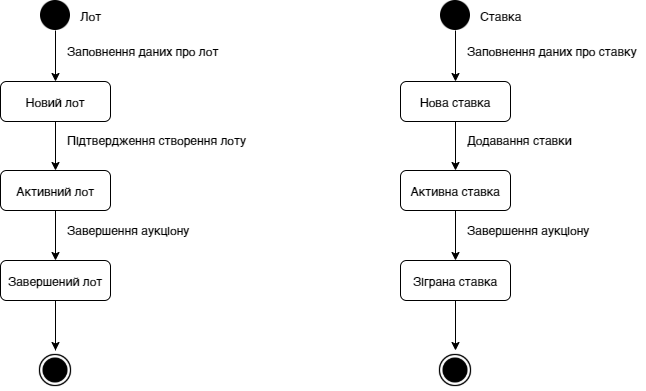 Лот
Заповнення даних про лот
Новий лот
Підтвердження створення лоту
Активний лот
Завершення аукціону
Завершений лот
Ставка
Заповнення даних про ставку
Нова ставка
Додавання ставки
Активна ставка
Завершення аукціону
Зіграна ставка